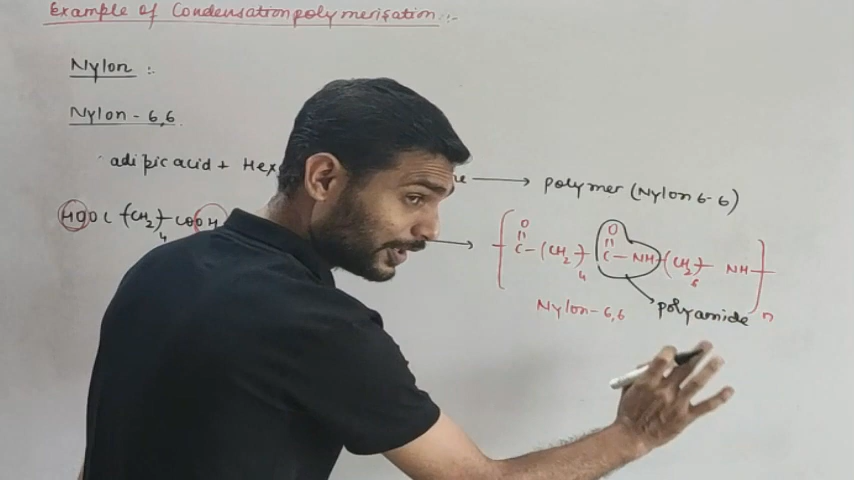 Example of Condensation polymerisation :-
Nylon :
Nylon - 6,6
adipic acid + Hex
polymer (Nylon 6-6)
HOOC (CH2)4 COOH
O O
C - (CH2)4 C - NH (CH2)6 NH n
Nylon - 6,6
polyamide